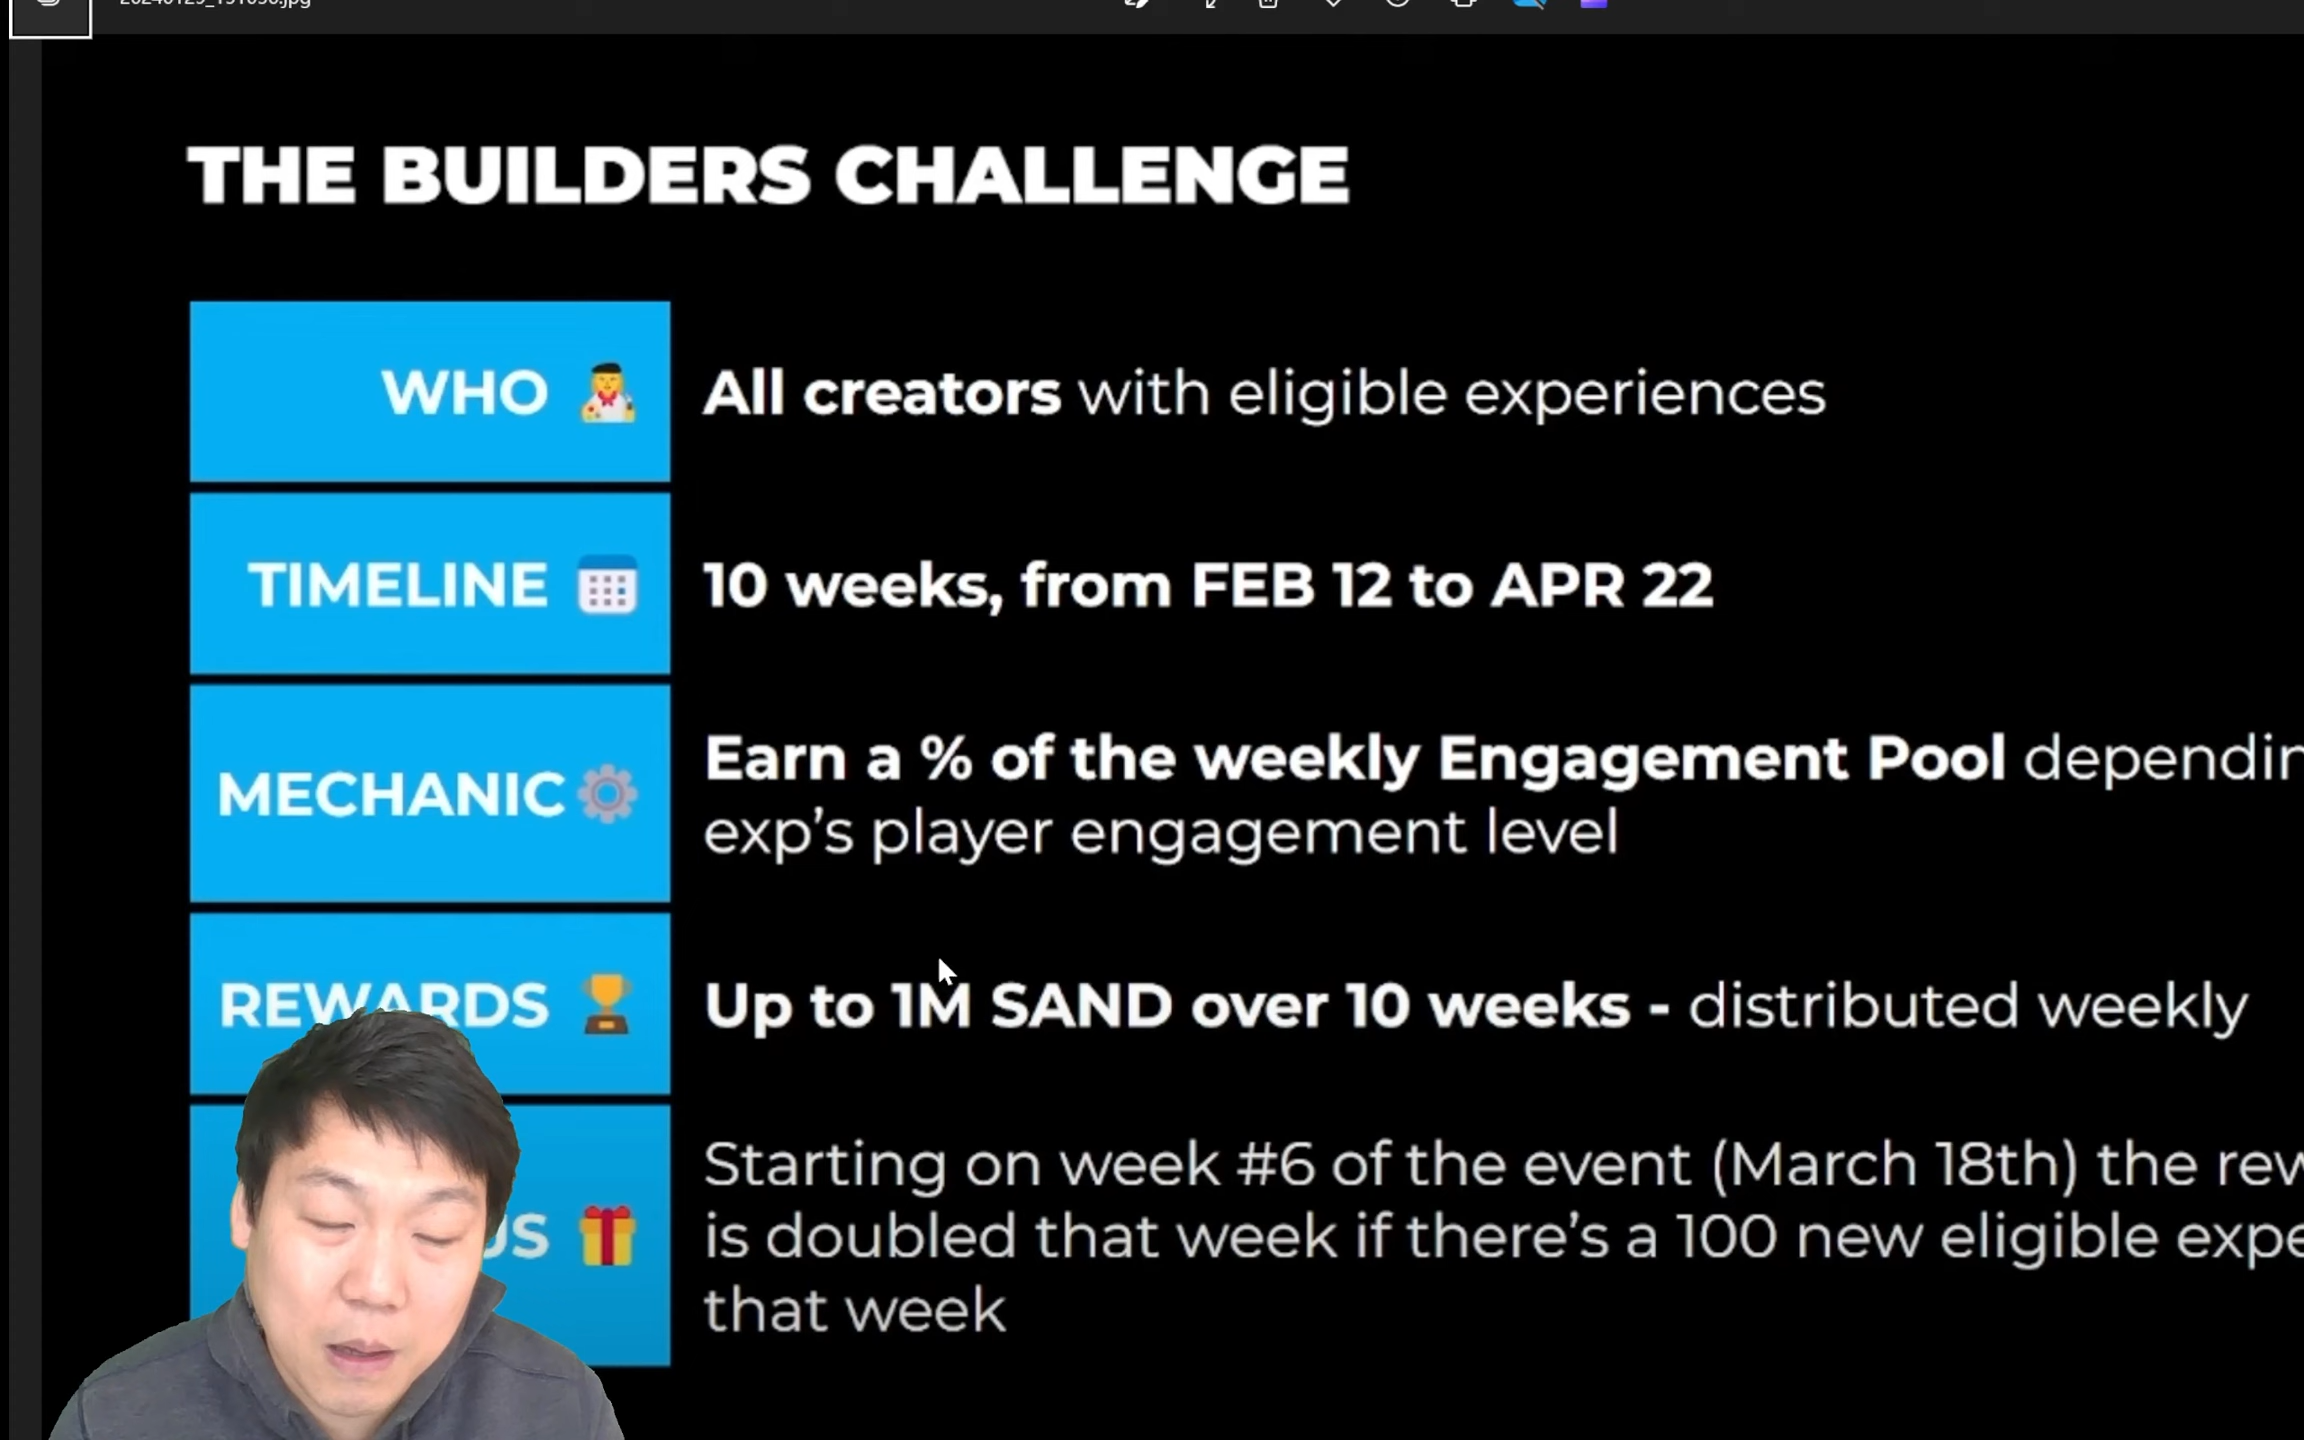 THE BUILDERS CHALLENGE
WHO All creators with eligible experiences
TIMELINE 10 weeks, from FEB 12 to APR 22
MECHANIC Earn a % of the weekly Engagement Pool
exp's player engagement level
REWARDS Up to 1M SAND over 10 weeks - distributed weekly
Starting on week #6 of the event (March 18th) the
is doubled that week if there's a 100 new eligible
that week